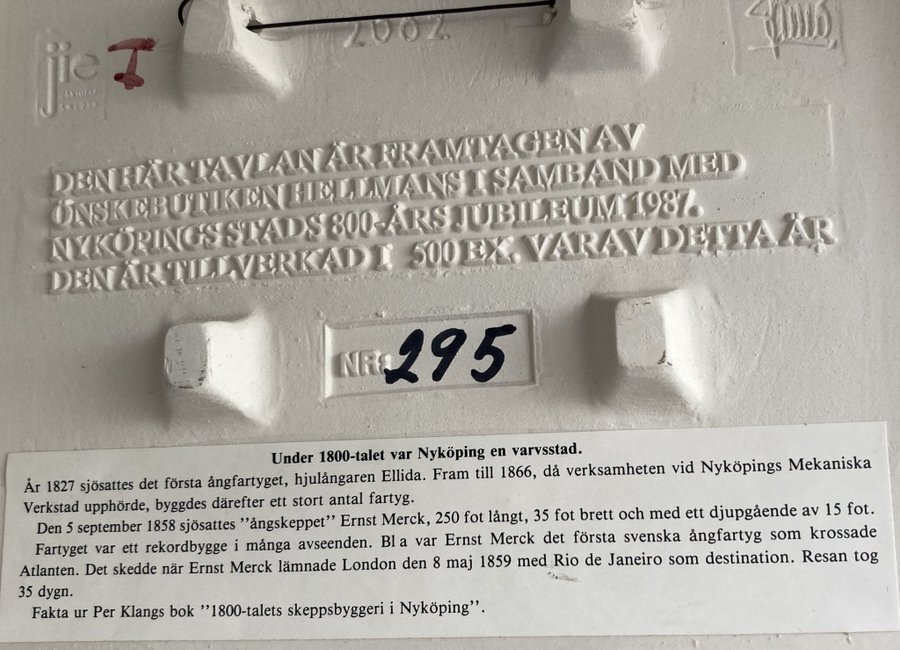 2662
jie
T
DEN HÄR TAVLAN ÄR FRAMTAGEN AV
ÖNSKEBUTIKEN HELLMANS I SAMBAND MED
NYKÖPINGS STADS 800-ÅRS JUBILEUM 1987.
DEN ÄR TILLVERKAD I 500 EX. VARAV DETTA ÄR
NR: 295
Under 1800-talet var Nyköping en varvsstad.
År 1827 sjösattes det första ångfartyget, hjulångaren Ellida. Fram till 1866, då verksamheten vid Nyköpings Mekaniska
Verkstad upphörde, byggdes därefter ett stort antal fartyg.
Den 5 september 1858 sjösattes ”ångskeppet” Ernst Merck, 250 fot långt, 35 fot brett och med ett djupgående av 15 fot.
Fartyget var ett rekordbygge i många avseenden. Bl a var Ernst Merck det första svenska ångfartyg som krossade
Atlanten. Det skedde när Ernst Merck lämnade London den 8 maj 1859 med Rio de Janeiro som destination. Resan tog
35 dygn.
Fakta ur Per Klangs bok ”1800-talets skeppsbyggeri i Nyköping”.